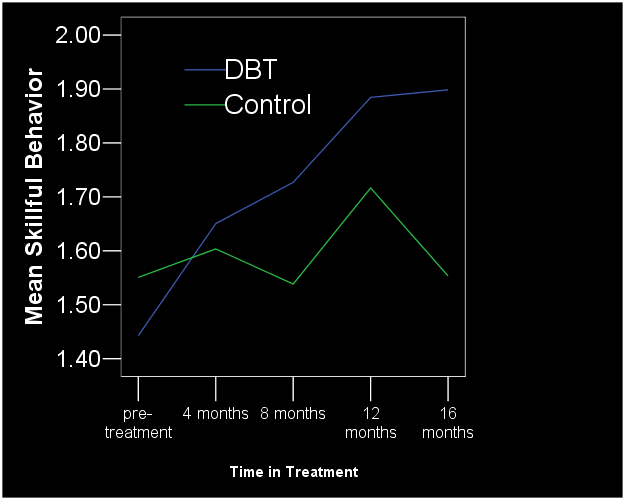 2.00
1.90
1.80
1.70
1.60
1.50
1.40
Mean Skillful Behavior
DBT
Control
pre-
treatment
4 months
8 months
12
months
16
months
Time in Treatment